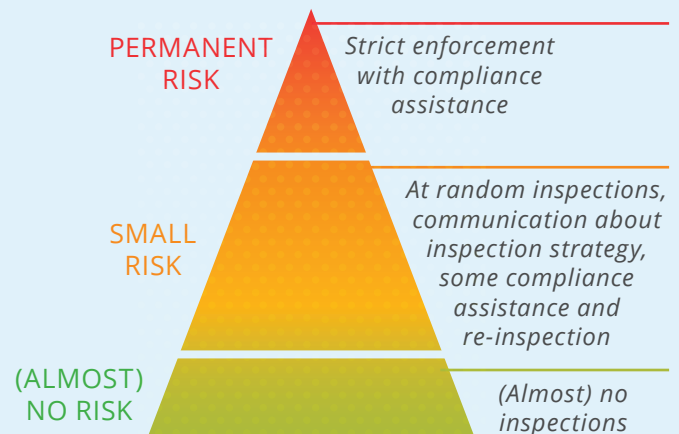 PERMANENT
RISK
Strict enforcement
with compliance
assistance
SMALL
RISK
At random inspections,
communication about
inspection strategy,
some compliance
assistance and
re-inspection
(ALMOST)
NO RISK
(Almost) no
inspections